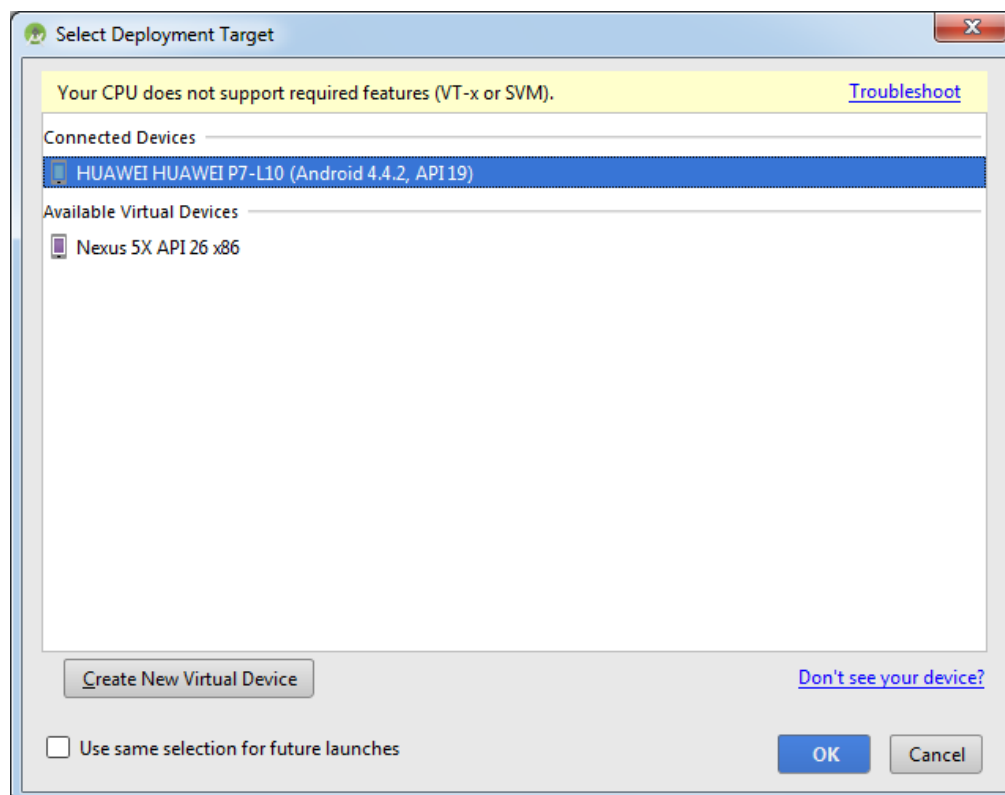 Select Deployment Target
Your CPU does not support required features (VT-x or SVM). Troubleshoot
Connected Devices
HUAWEI HUAWEI P7-L10 (Android 4.4.2, API 19)
Available Virtual Devices
Nexus 5X API 26 x86
Create New Virtual Device Don't see your device?
Use same selection for future launches OK Cancel